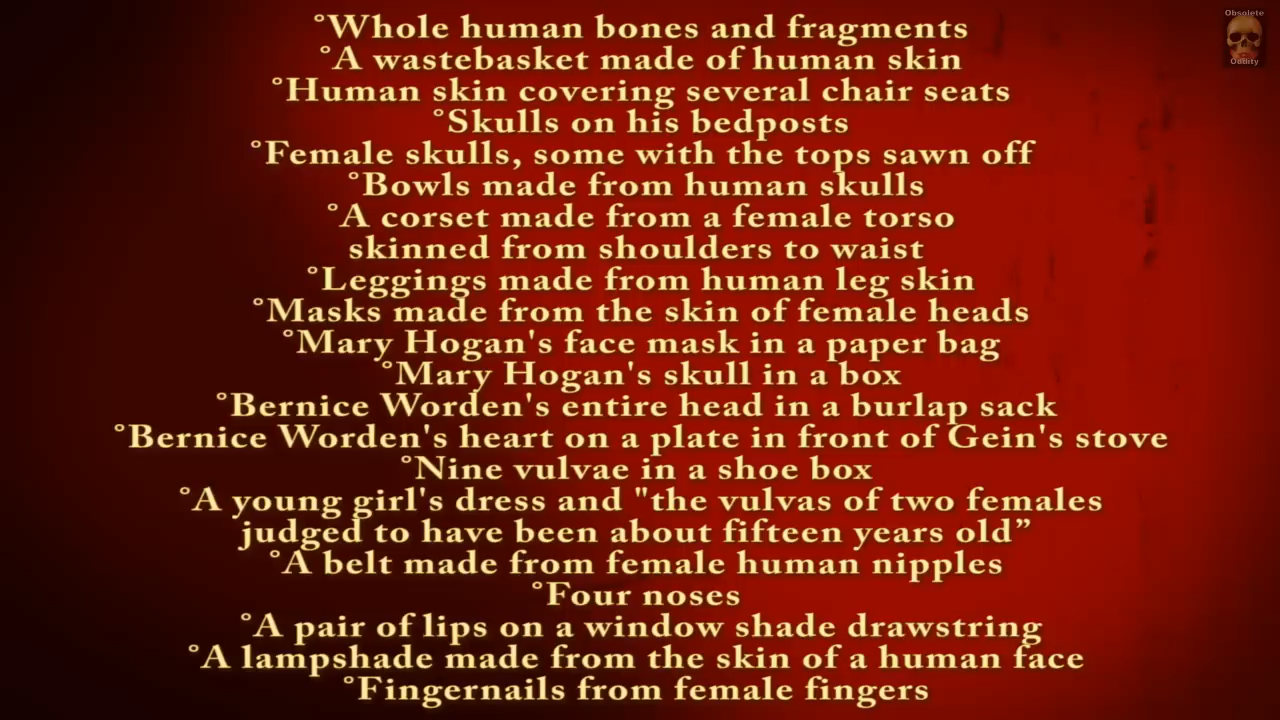 °Whole human bones and fragments
°A wastebasket made of human skin
°Human skin covering several chair seats
°Skulls on his bedposts
°Female skulls, some with the tops sawn off
°Bowls made from human skulls
°A corset made from a female torso
skinned from shoulders to waist
°Leggings made from human leg skin
°Masks made from the skin of female heads
°Mary Hogan's face mask in a paper bag
°Mary Hogan's skull in a box
°Bernice Worden's entire head in a burlap sack
°Bernice Worden's heart on a plate in front of Gein's stove
°Nine vulvae in a shoe box
°A young girl's dress and "the vulvas of two females
judged to have been about fifteen years old”
°A belt made from female human nipples
°Four noses
°A pair of lips on a window shade drawstring
°A lampshade made from the skin of a human face
°Fingernails from female fingers
Obsolete
Oddity